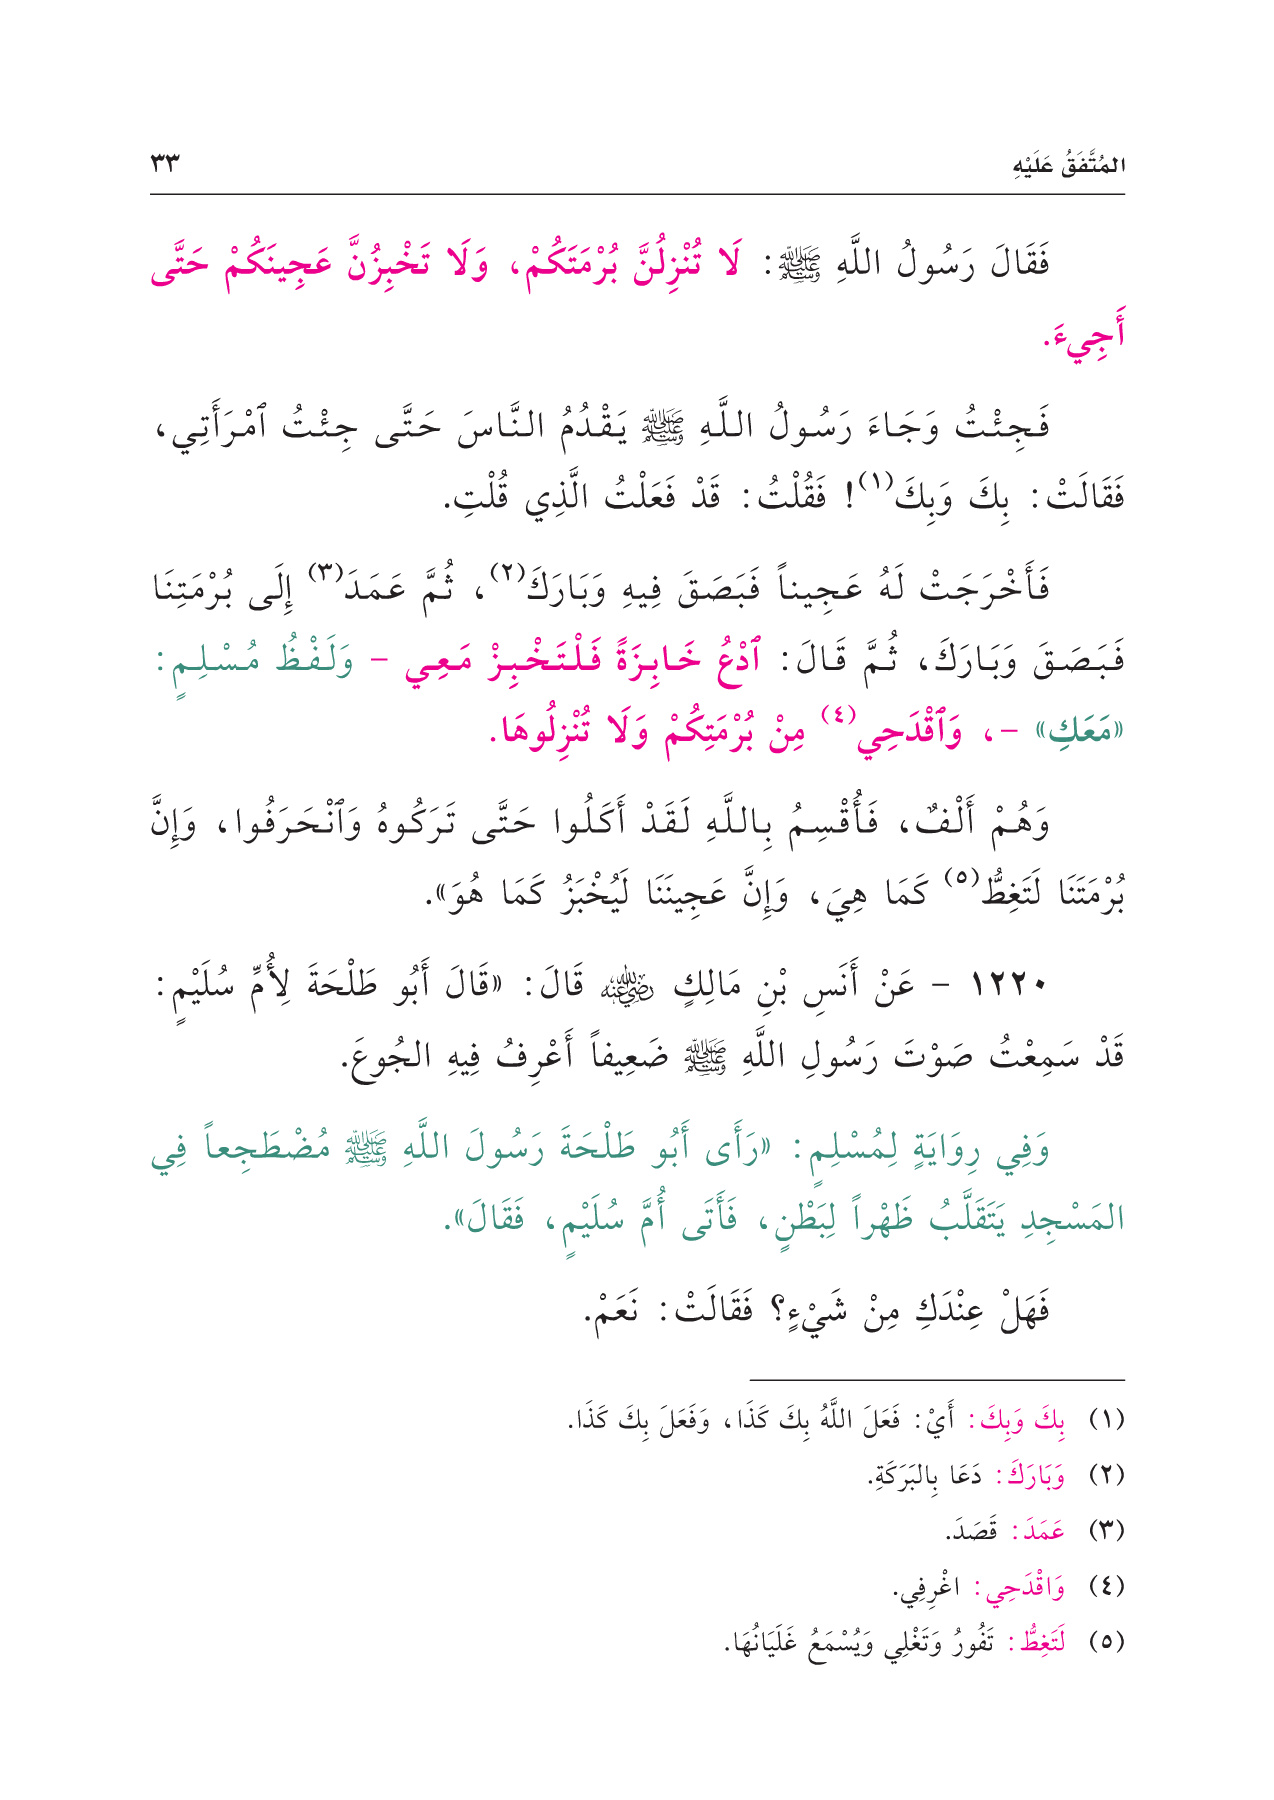 المُتَّفَقُ عَلَيْهِ ٣٣
فَقَالَ رَسُولُ اللَّهِ ﷺ: لَا تُنْزِلُنَّ بُرْمَتَكُمْ، وَلَا تَخْبِزُنَّ عَجِينَكُمْ حَتَّى
أَجِيءَ.
فَجِئْتُ وَجَاءَ رَسُولُ اللَّهِ ﷺ يَقْدُمُ النَّاسَ حَتَّى جِئْتُ ٱمْرَأَتِي،
فَقَالَتْ: بِكَ وَبِكَ(١)! فَقُلْتُ: قَدْ فَعَلْتُ الَّذِي قُلْتِ.
فَأَخْرَجَتْ لَهُ عَجِيناً فَبَصَقَ فِيهِ وَبَارَكَ(٢)، ثُمَّ عَمَدَ(٣) إِلَى بُرْمَتِنَا
فَبَصَقَ وَبَارَكَ، ثُمَّ قَالَ: ٱدْعُ خَابِزَةً فَلْتَخْبِزْ مَعِي - وَلَفْظُ مُسْلِمٍ:
«مَعَكِ» -، وَٱقْدَحِي(٤) مِنْ بُرْمَتِكُمْ وَلَا تُنْزِلُوهَا.
وَهُمْ أَلْفٌ، فَأُقْسِمُ بِاللَّهِ لَقَدْ أَكَلُوا حَتَّى تَرَكُوهُ وَٱنْحَرَفُوا، وَإِنَّ
بُرْمَتَنَا لَتَغِطُّ(٥) كَمَا هِيَ، وَإِنَّ عَجِينَنَا لَيُخْبَزُ كَمَا هُوَ».
١٢٢٠ - عَنْ أَنَسِ بْنِ مَالِكٍ رضي الله عنه قَالَ: «قَالَ أَبُو طَلْحَةَ لِأُمِّ سُلَيْمٍ:
قَدْ سَمِعْتُ صَوْتَ رَسُولِ اللَّهِ ﷺ ضَعِيفاً أَعْرِفُ فِيهِ الجُوعَ.
وَفِي رِوَايَةٍ لِمُسْلِمٍ: «رَأَى أَبُو طَلْحَةَ رَسُولَ اللَّهِ ﷺ مُضْطَجِعاً فِي
المَسْجِدِ يَتَقَلَّبُ ظَهْراً لِبَطْنٍ، فَأَتَى أُمَّ سُلَيْمٍ، فَقَالَ».
فَهَلْ عِنْدَكِ مِنْ شَيْءٍ؟ فَقَالَتْ: نَعَمْ.
(١) بِكَ وَبِكَ: أَيْ: فَعَلَ اللَّهُ بِكَ كَذَا، وَفَعَلَ بِكَ كَذَا.
(٢) وَبَارَكَ: دَعَا بِالبَرَكَةِ.
(٣) عَمَدَ: قَصَدَ.
(٤) وَاقْدَحِي: اغْرِفِي.
(٥) لَتَغِطُّ: تَفُورُ وَتَغْلِي وَيُسْمَعُ غَلَيَانُهَا.